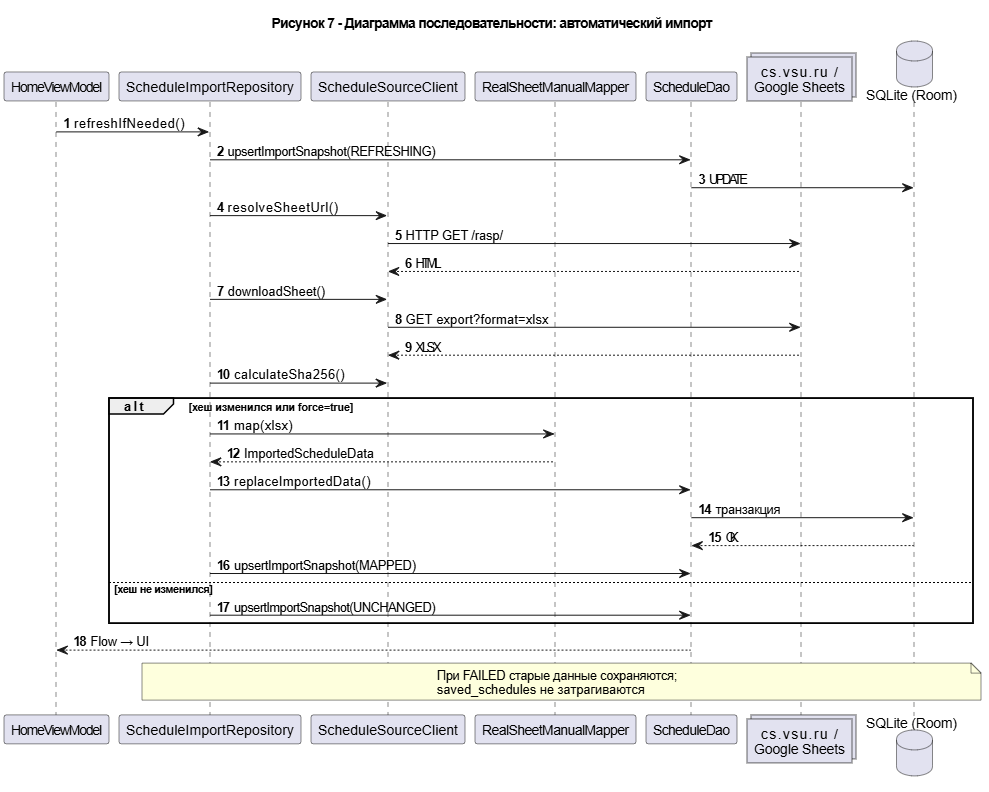 Рисунок 7 - Диаграмма последовательности: автоматический импорт
HomeViewModel
ScheduleImportRepository
ScheduleSourceClient
RealSheetManualMapper
ScheduleDao
cs.vsu.ru /
Google Sheets
SQLite (Room)
1 refreshIfNeeded()
2 upsertImportSnapshot(REFRESHING)
3 UPDATE
4 resolveSheetUrl()
5 HTTP GET /rasp/
6 HTML
7 downloadSheet()
8 GET export?format=xlsx
9 XLSX
10 calculateSha256()
alt
[хеш изменился или force=true]
11 map(xlsx)
12 ImportedScheduleData
13 replaceImportedData()
14 транзакция
15 OK
16 upsertImportSnapshot(MAPPED)
[хеш не изменился]
17 upsertImportSnapshot(UNCHANGED)
18 Flow → UI
При FAILED старые данные сохраняются;
saved_schedules не затрагиваются
HomeViewModel
ScheduleImportRepository
ScheduleSourceClient
RealSheetManualMapper
ScheduleDao
cs.vsu.ru /
Google Sheets
SQLite (Room)